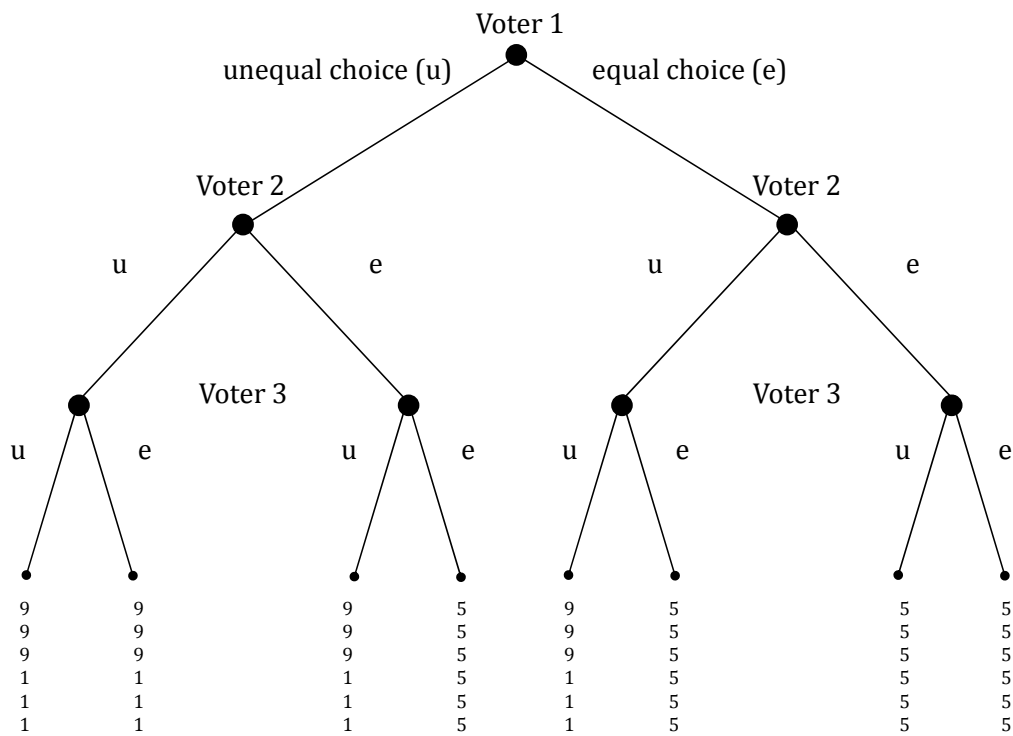 Voter 1
unequal choice (u) equal choice (e)
Voter 2 Voter 2
u e u e
Voter 3 Voter 3
u e u e u e u e
9 9 9 5 9 5 5 5
9 9 9 5 9 5 5 5
9 9 9 5 9 5 5 5
1 1 1 5 1 5 5 5
1 1 1 5 1 5 5 5
1 1 1 5 1 5 5 5